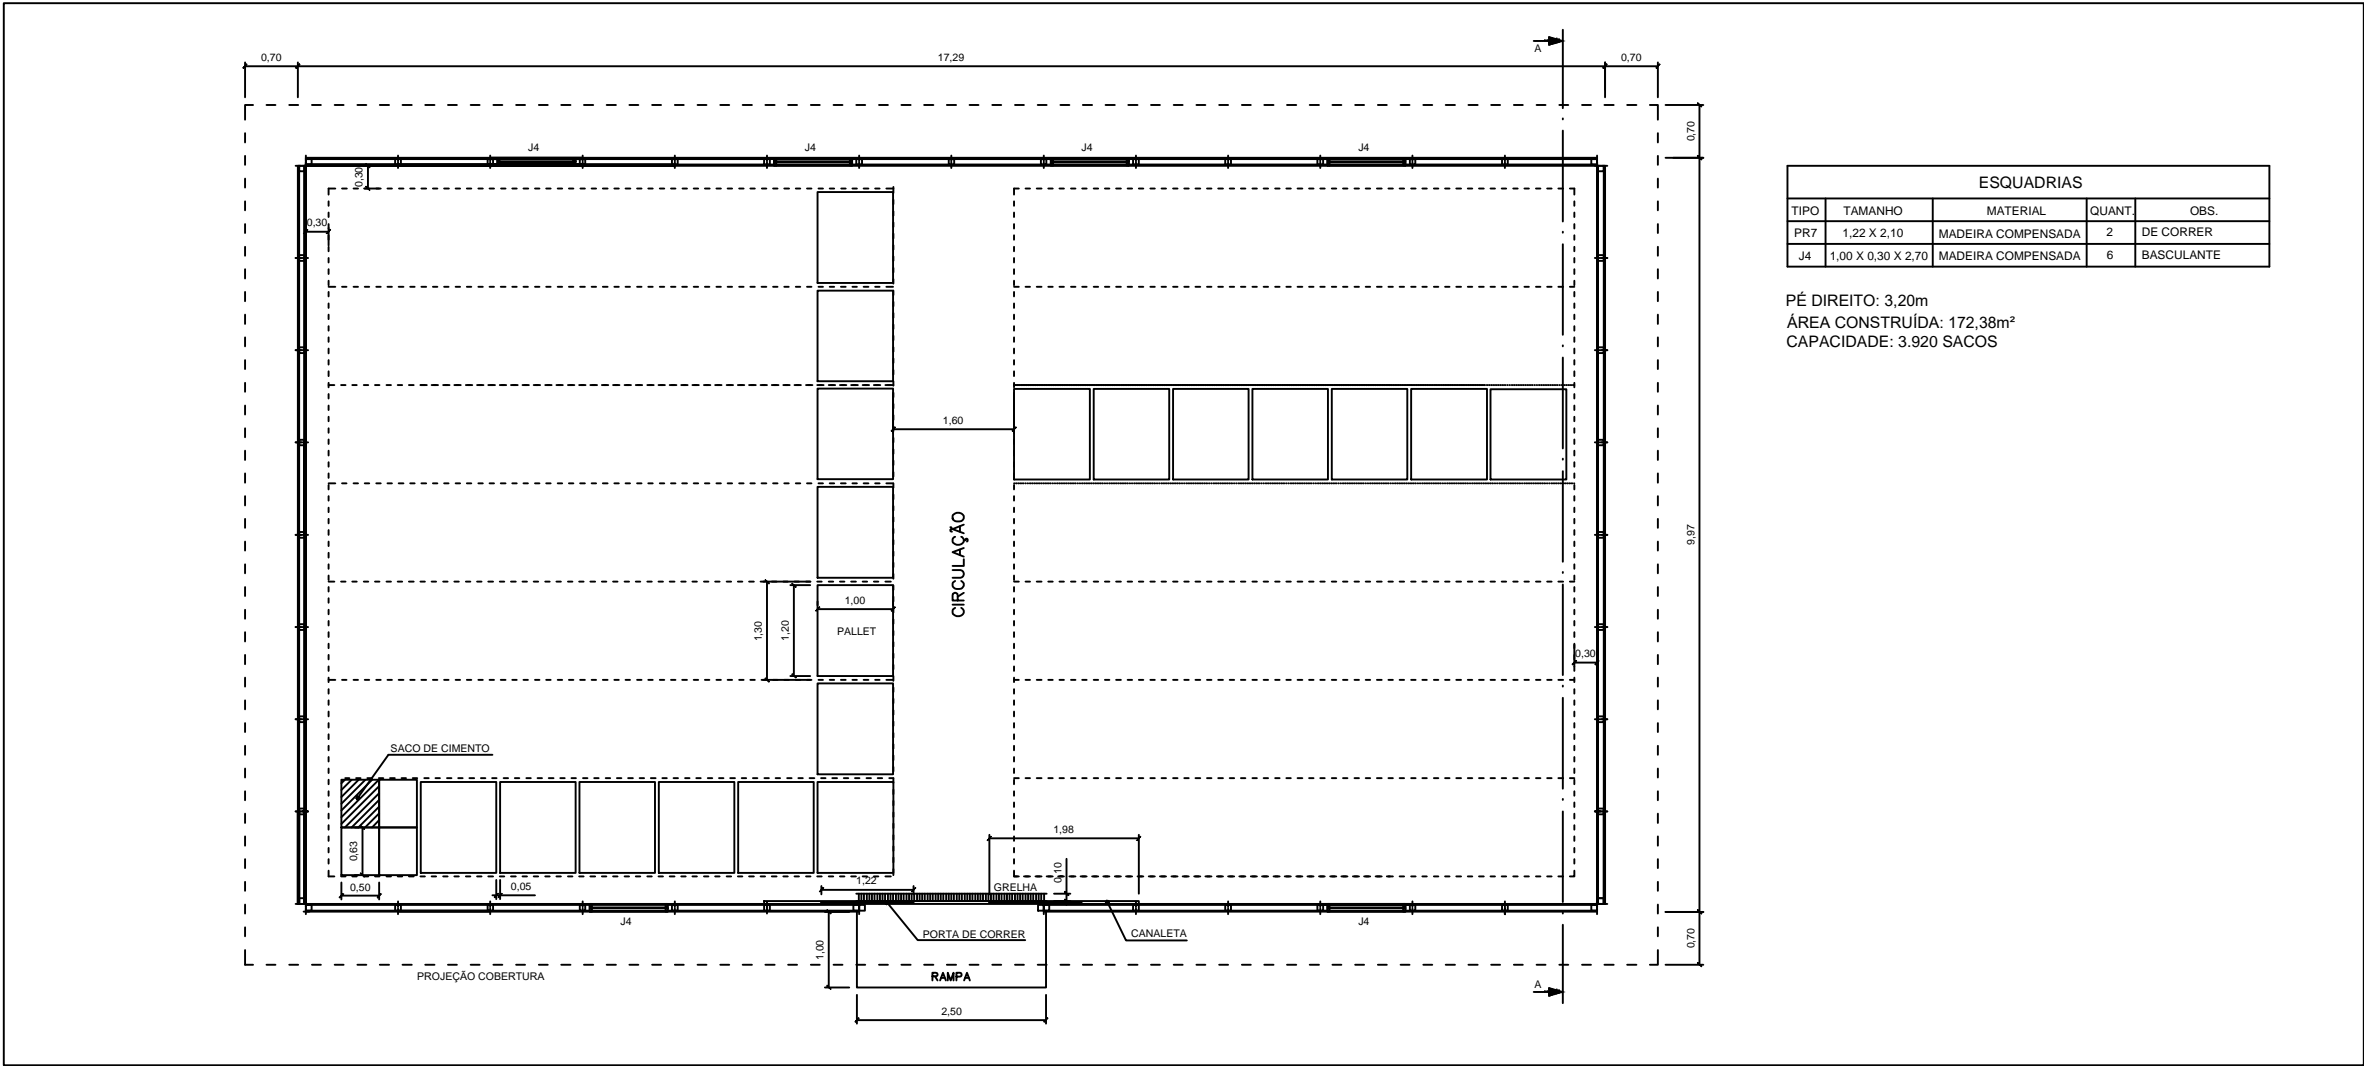 A
0,70
17,29
0,70
0,70
J4
J4
J4
J4
0,30
0,30
ESQUADRIAS
TIPO TAMANHO MATERIAL QUANT. OBS.
PR7 1,22 X 2,10 MADEIRA COMPENSADA 2 DE CORRER
J4 1,00 X 0,30 X 2,70 MADEIRA COMPENSADA 6 BASCULANTE
PÉ DIREITO: 3,20m
ÁREA CONSTRUÍDA: 172,38m²
CAPACIDADE: 3.920 SACOS
1,60
CIRCULAÇÃO
9,97
1,00
1,30
1,20
PALLET
0,30
SACO DE CIMENTO
0,63
0,50
0,05
1,98
0,10
1,22
GRELHA
J4
J4
PORTA DE CORRER
CANALETA
1,00
0,70
PROJEÇÃO COBERTURA
RAMPA
A
2,50